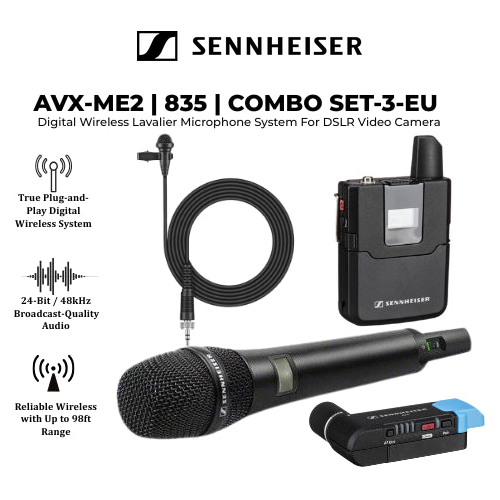 SENNHEISER
AVX-ME2 | 835 | COMBO SET-3-EU
Digital Wireless Lavalier Microphone System For DSLR Video Camera
True Plug-and-
Play Digital
Wireless System
24-Bit / 48kHz
Broadcast-Quality
Audio
Reliable Wireless
with Up to 98ft
Range
SENNHEISER
SENNHEISER